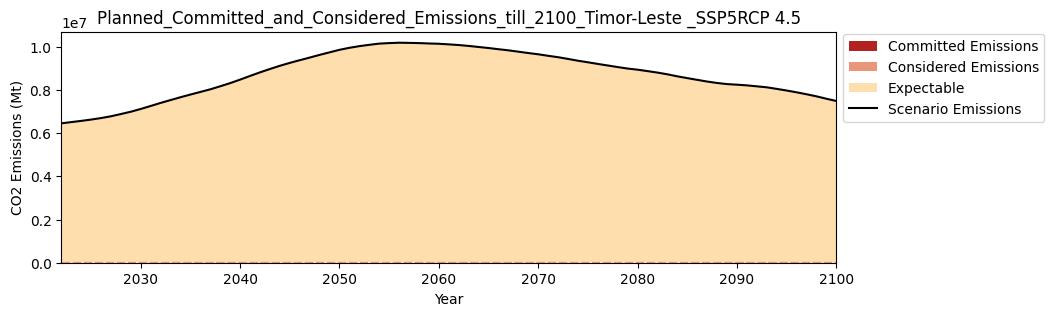 Planned_Committed_and_Considered_Emissions_till_2100_Timor-Leste _SSP5RCP 4.5
1e7
1.0
0.8
0.6
0.4
0.2
0.0
CO2 Emissions (Mt)
2030 2040 2050 2060 2070 2080 2090 2100
Year
Committed Emissions
Considered Emissions
Expectable
Scenario Emissions